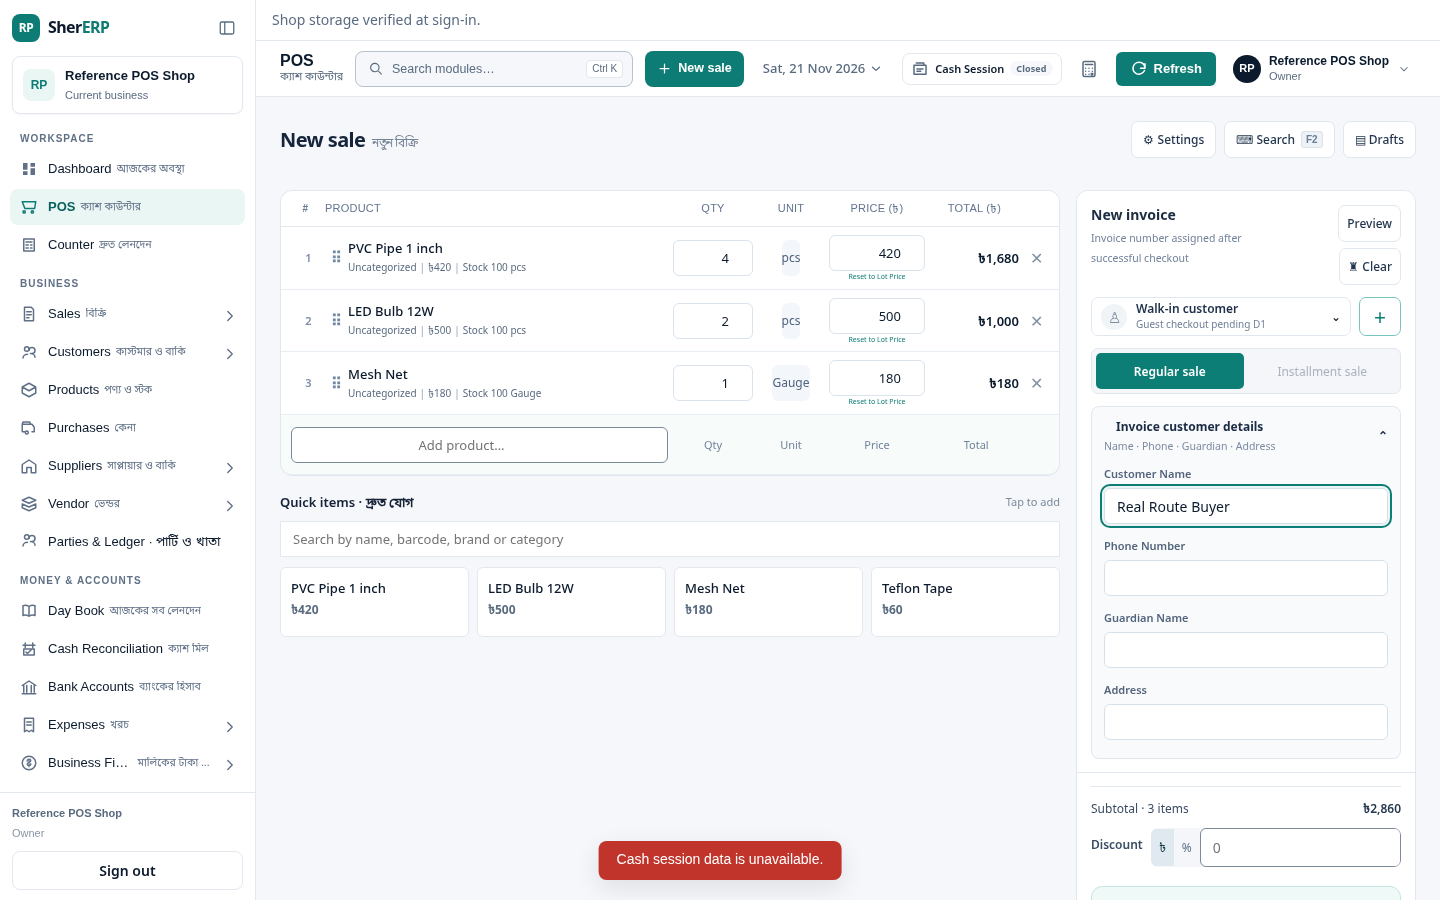 RP SherERP
RP Reference POS Shop
Current business
WORKSPACE
Dashboard আজকের অবস্থা
POS ক্যাশ কাউন্টার
Counter দ্রুত লেনদেন
BUSINESS
Sales বিক্রি
Customers কাস্টমার ও বাকি
Products পণ্য ও স্টক
Purchases কেনা
Suppliers সাপ্লায়ার ও বাকি
Vendor ভেন্ডর
Parties & Ledger · পার্টি ও খাতা
MONEY & ACCOUNTS
Day Book আজকের সব লেনদেন
Cash Reconciliation ক্যাশ মিল
Bank Accounts ব্যাংকের হিসাব
Expenses খরচ
Business Fi... মালিকের টাকা ...
Reference POS Shop
Owner
Sign out
Shop storage verified at sign-in.
POS
ক্যাশ কাউন্টার
Search modules… Ctrl K
+ New sale
Sat, 21 Nov 2026
Cash Session Closed
Refresh
RP Reference POS Shop
Owner
New sale নতুন বিক্রি
Settings
Search F2
Drafts
# PRODUCT QTY UNIT PRICE (৳) TOTAL (৳)
1 PVC Pipe 1 inch 4 pcs 420 ৳1,680 ✕
Uncategorized | ৳420 | Stock 100 pcs Reset to Lot Price
2 LED Bulb 12W 2 pcs 500 ৳1,000 ✕
Uncategorized | ৳500 | Stock 100 pcs Reset to Lot Price
3 Mesh Net 1 Gauge 180 ৳180 ✕
Uncategorized | ৳180 | Stock 100 Gauge Reset to Lot Price
Add product... Qty Unit Price Total
Quick items · দ্রুত যোগ Tap to add
Search by name, barcode, brand or category
PVC Pipe 1 inch
৳420
LED Bulb 12W
৳500
Mesh Net
৳180
Teflon Tape
৳60
New invoice
Invoice number assigned after
successful checkout
Preview
Clear
Walk-in customer
Guest checkout pending D1
+
Regular sale Installment sale
Invoice customer details
Name · Phone · Guardian · Address
Customer Name
Real Route Buyer
Phone Number
Guardian Name
Address
Subtotal · 3 items ৳2,860
Discount ৳ % 0
Cash session data is unavailable.